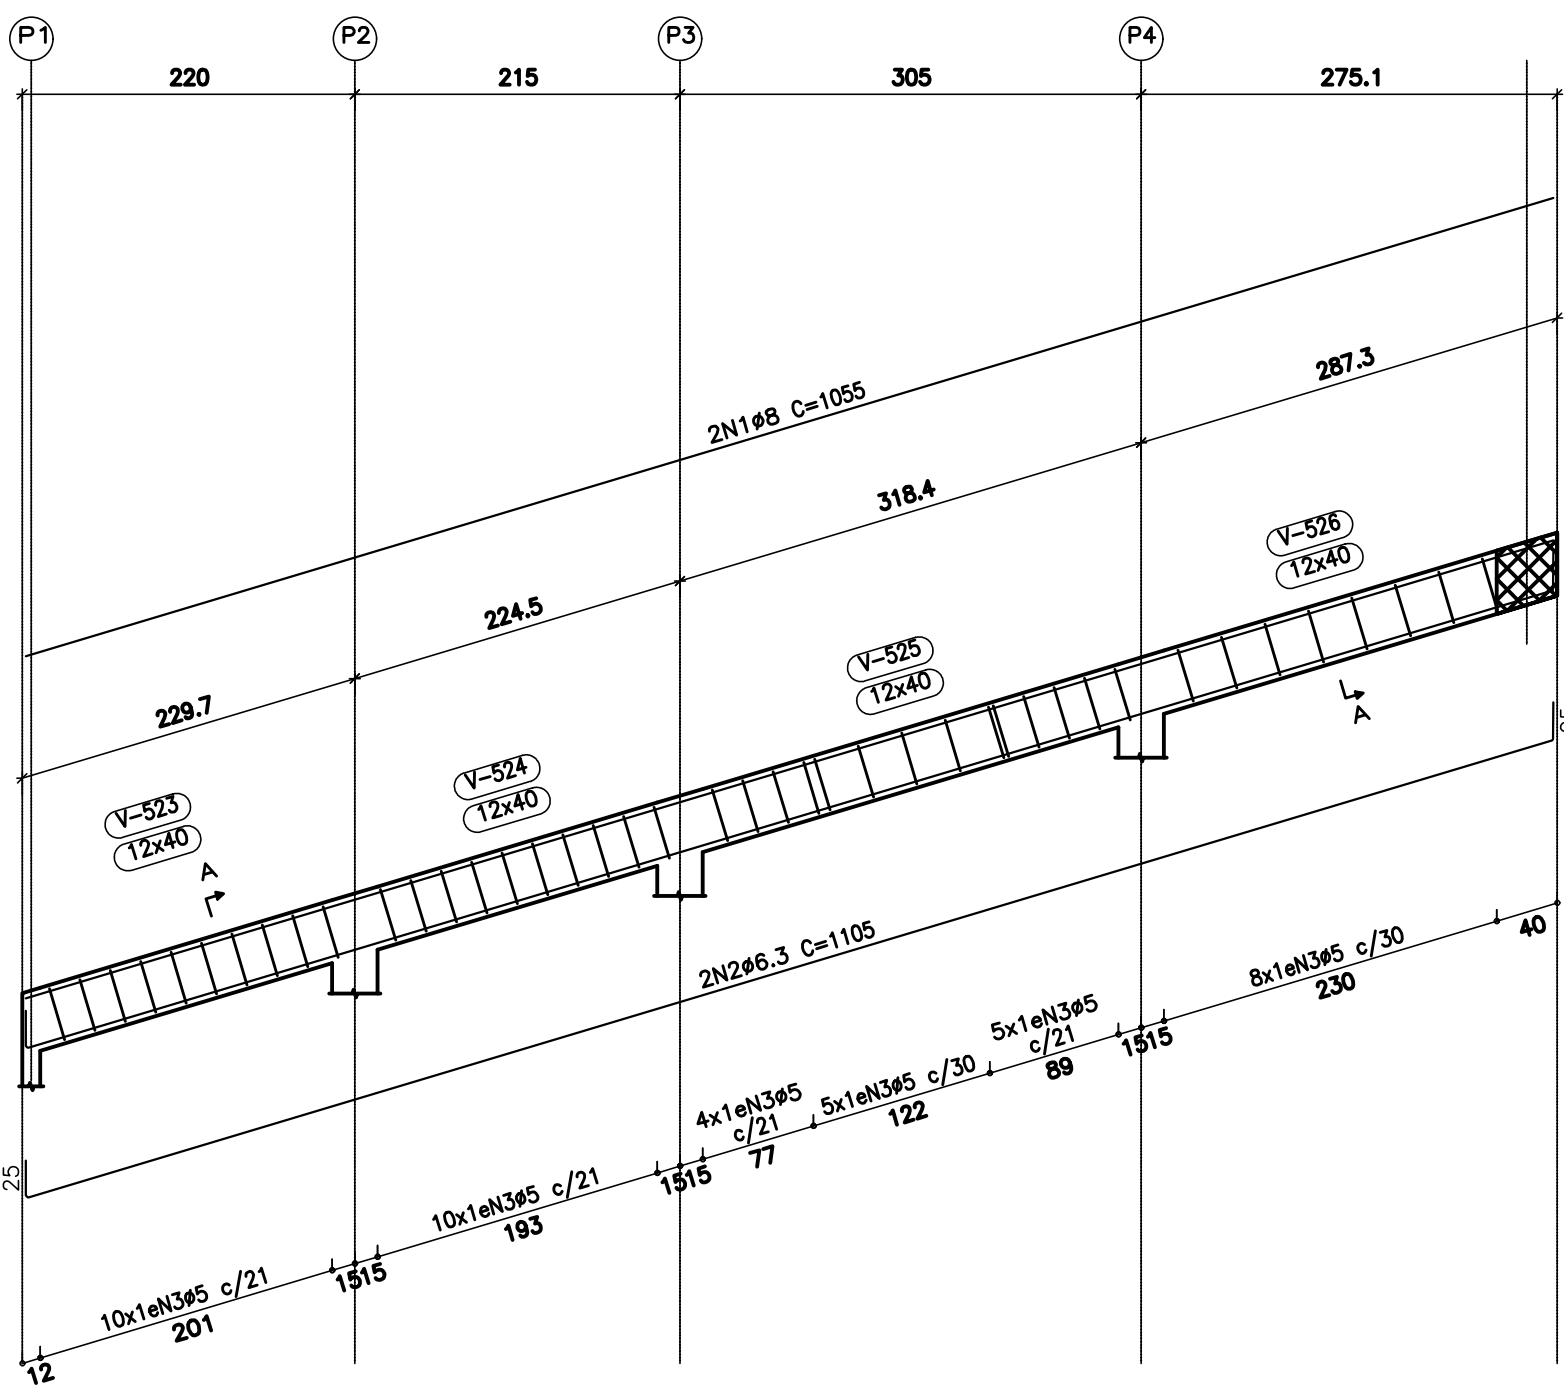 P1
P2
P3
P4
220
215
305
275.1
287.3
2N1ø8 C=1055
318.4
V-526
12x40
224.5
V-525
12x40
A
229.7
V-524
12x40
V-523
12x40
A
2N2ø6.3 C=1105
25
40
8x1eN3ø5 c/30
230
5x1eN3ø5
c/21
89
1515
5x1eN3ø5 c/30
122
4x1eN3ø5
c/21
77
1515
10x1eN3ø5 c/21
193
1515
10x1eN3ø5 c/21
201
12